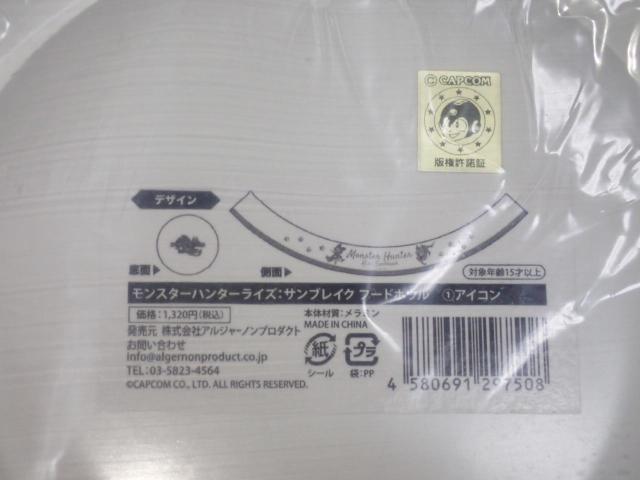 © CAPCOM
版権許諾証
デザイン
底面
側面
Monster Hunter
対象年齢15才以上
モンスターハンターライズ:サンブレイク フードボウル ①アイコン
価格:1,320円(税込)
本体材質:メラミン
発売元 株式会社アルジャーノンプロダクト
MADE IN CHINA
お問い合わせ
info@algernonproduct.co.jp
TEL:03-5823-4564
©CAPCOM CO., LTD. ALL RIGHTS RESERVED.
紙
プラ
シール
袋:PP
4 580691 297508